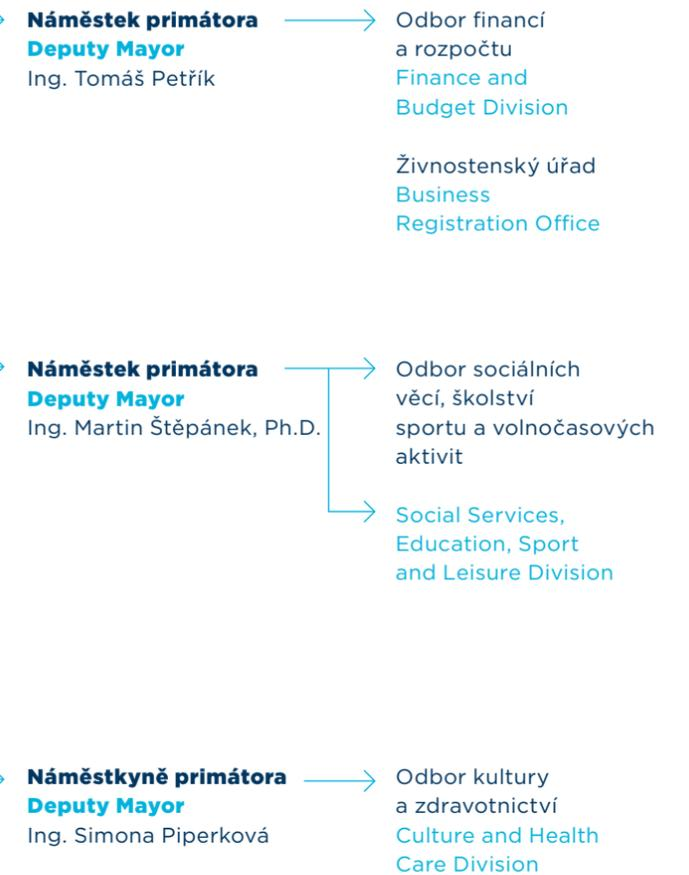 Náměstek primátora
Deputy Mayor
Ing. Tomáš Petřík
Odbor financí
a rozpočtu
Finance and
Budget Division
Živnostenský úřad
Business
Registration Office
Náměstek primátora
Deputy Mayor
Ing. Martin Štěpánek, Ph.D.
Odbor sociálních
věcí, školství
sportu a volnočasových
aktivit
Social Services,
Education, Sport
and Leisure Division
Náměstkyně primátora
Deputy Mayor
Ing. Simona Piperková
Odbor kultury
a zdravotnictví
Culture and Health
Care Division